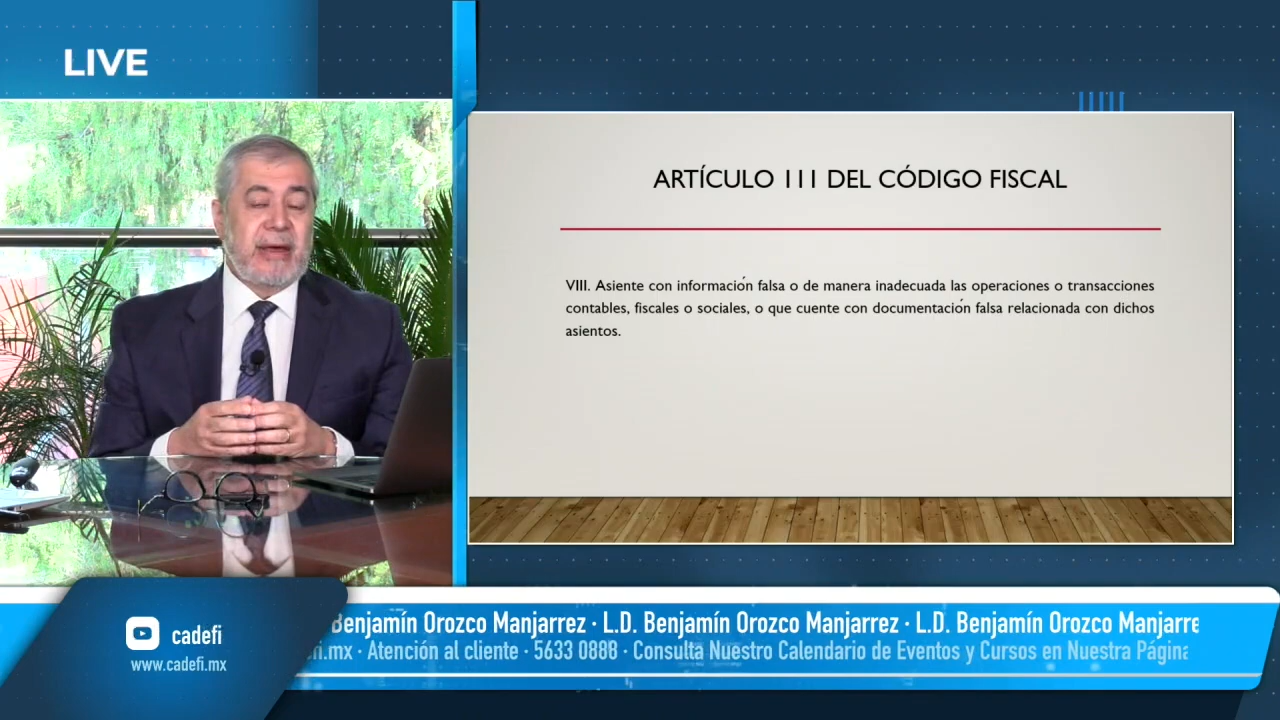 LIVE
ARTÍCULO 111 DEL CÓDIGO FISCAL
VIII. Asiente con información falsa o de manera inadecuada las operaciones o transacciones
contables, fiscales o sociales, o que cuente con documentación falsa relacionada con dichos
asientos.
cadefi
www.cadefi.mx
Benjamín Orozco Manjarrez · L.D. Benjamín Orozco Manjarrez · L.D. Benjamín Orozco Manjarre
efi.mx · Atención al cliente · 5633 0888 · Consulta Nuestro Calendario de Eventos y Cursos en Nuestra Página